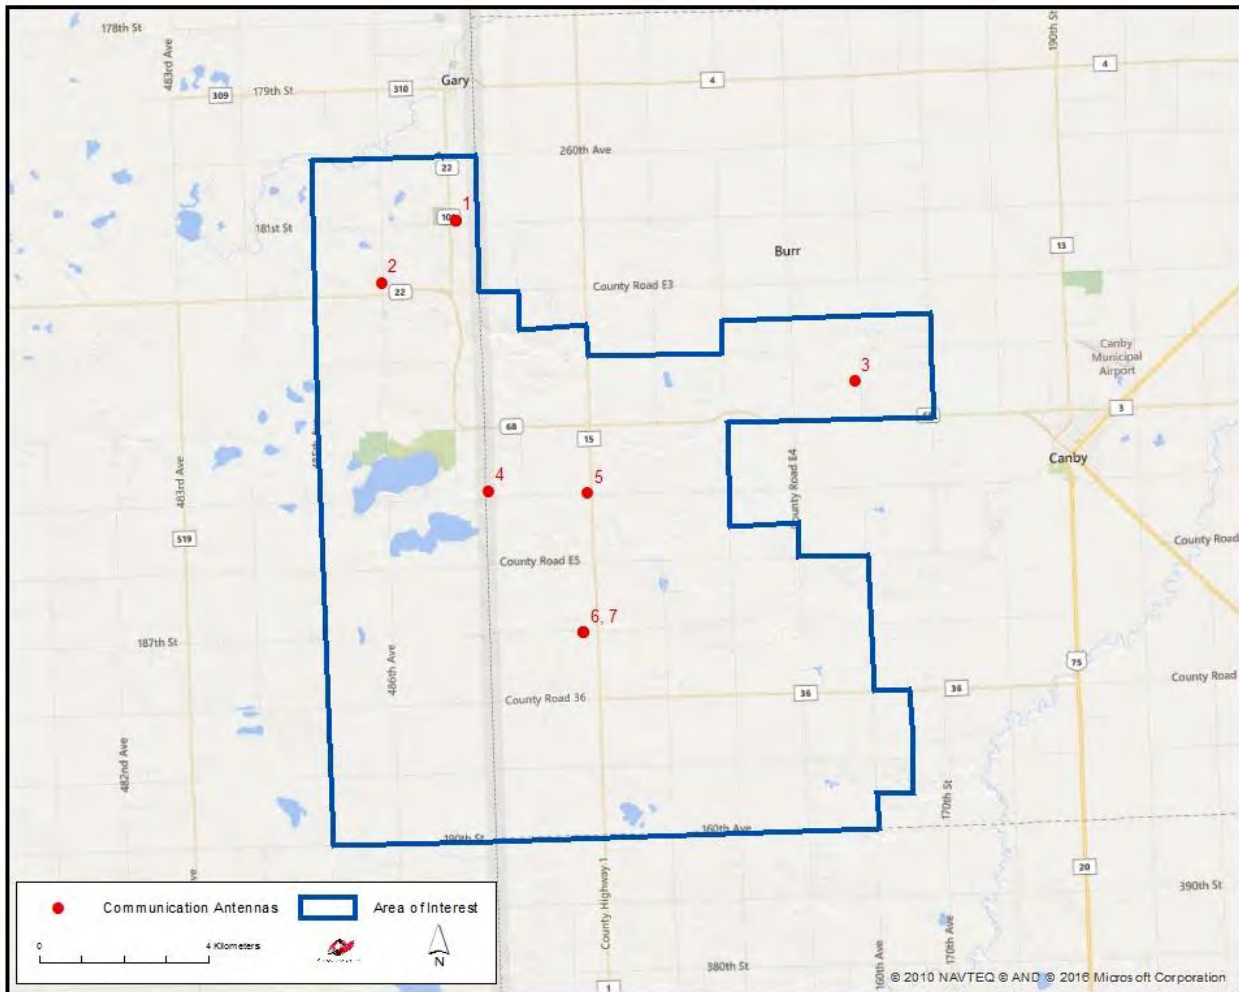 178th St
483rd Ave
190th St
Gary
4
4
309
179th St
310
260th Ave
22
1
181st St
13
Burr
2
22
County Road E3
Canby
Municipal
Airport
3
3
68
15
Canby
483rd Ave
4
5
County Road E4
519
County Road E5
County Road
6, 7
187th St
486th Ave
75
County Road
County Road 36
36
36
482nd Ave
170th St
190th St
160th Ave
20
County Highway 1
390th St
Communication Antennas
Area of Interest
0
4 Kilometers
N
380th St
160th Ave
170th Ave
1
© 2010 NAVTEQ © AND © 2016 Microsoft Corporation